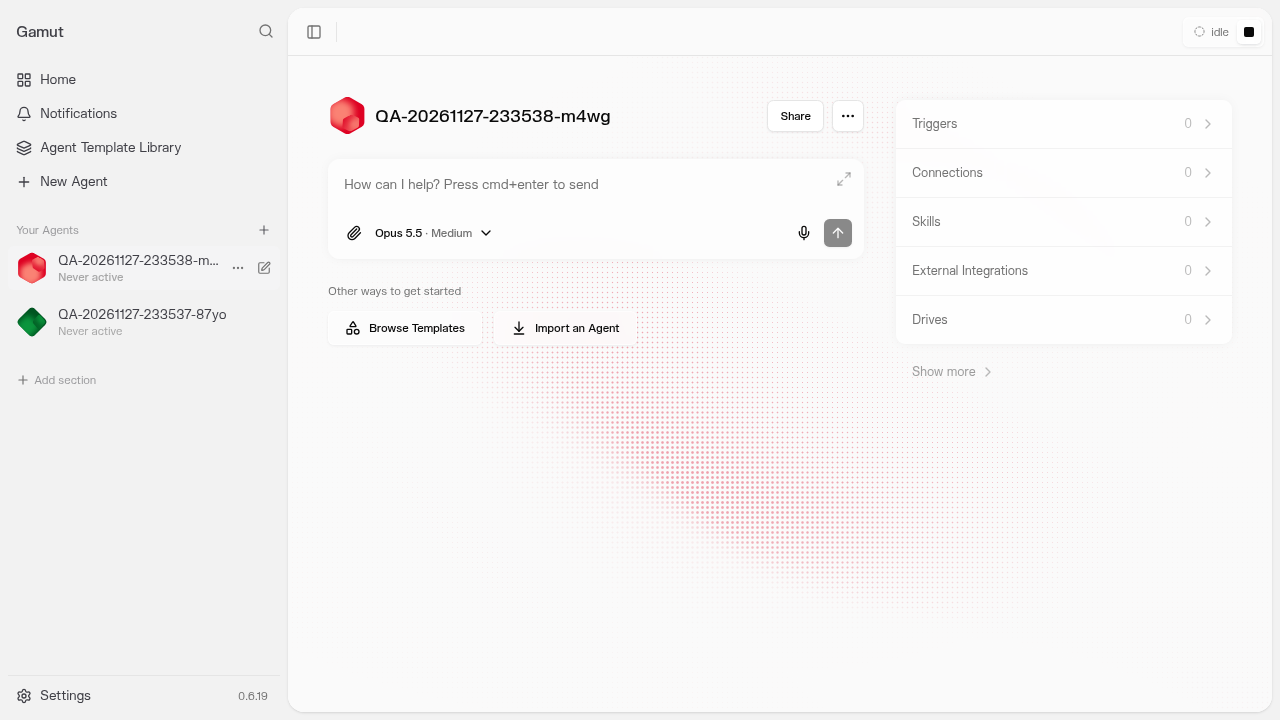 Gamut
Home
Notifications
Agent Template Library
New Agent
Your Agents
QA-20261127-233538-m...
Never active
QA-20261127-233537-87yo
Never active
Add section
Settings
0.6.19
idle
QA-20261127-233538-m4wg
Share
How can I help? Press cmd+enter to send
Opus 5.5 · Medium
Other ways to get started
Browse Templates
Import an Agent
Triggers 0
Connections 0
Skills 0
External Integrations 0
Drives 0
Show more